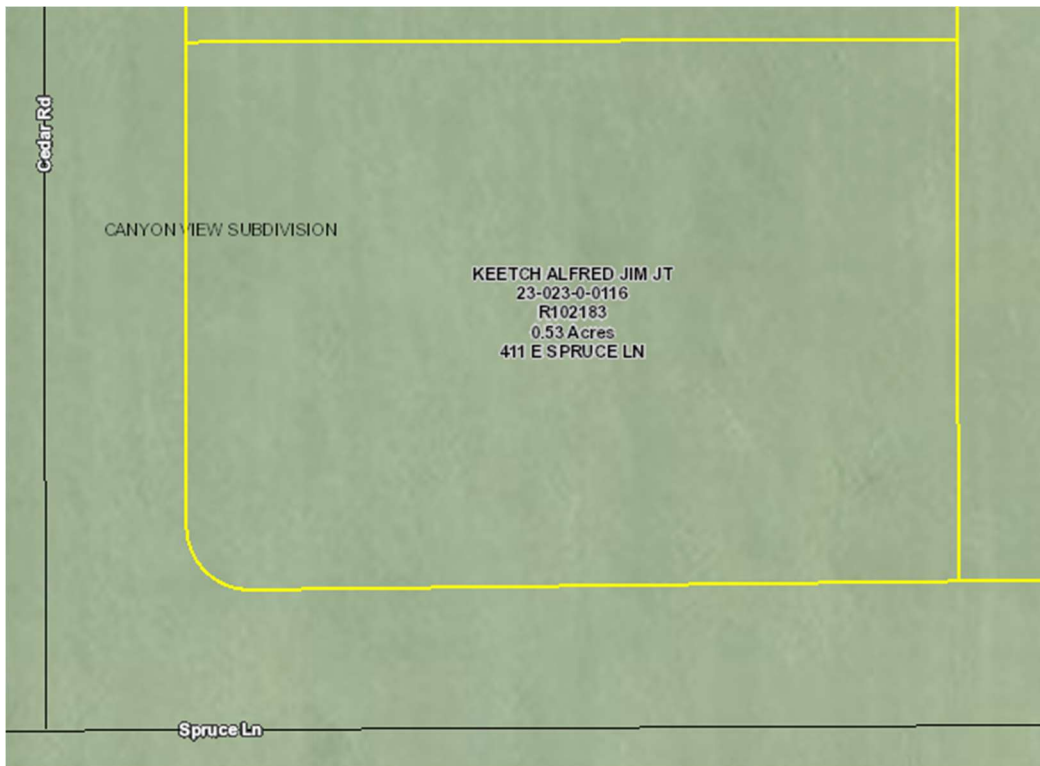 Cedar Rd
CANYON VIEW SUBDIVISION
KEETCH ALFRED JIM JT
23-023-0-0116
R102183
0.53 Acres
411 E SPRUCE LN
Spruce Ln